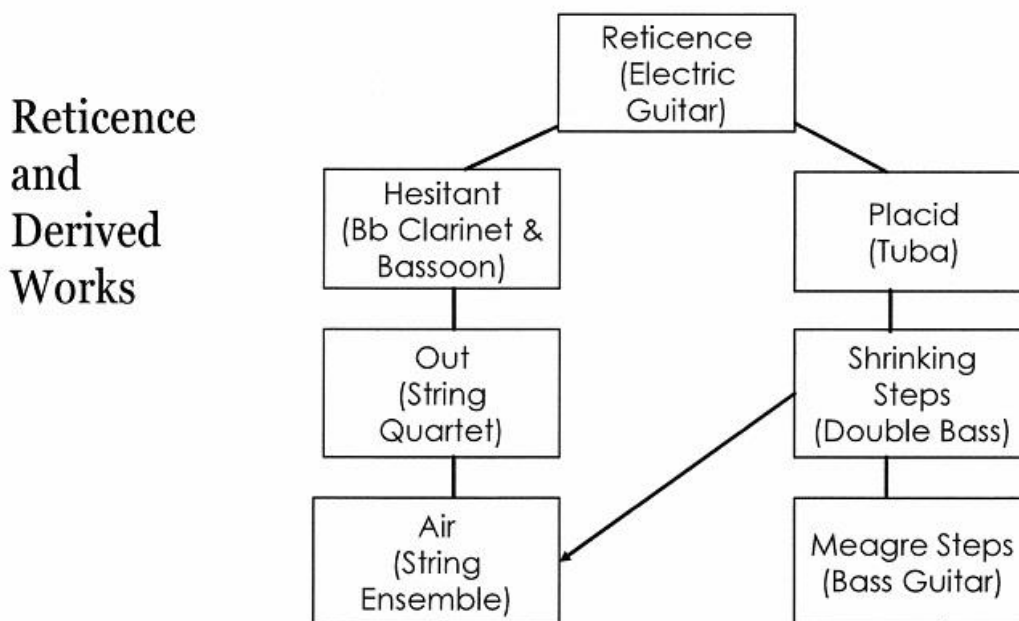 Reticence
and
Derived
Works
Reticence
(Electric
Guitar)
Hesitant
(Bb Clarinet &
Bassoon)
Placid
(Tuba)
Out
(String
Quartet)
Shrinking
Steps
(Double Bass)
Air
(String
Ensemble)
Meagre Steps
(Bass Guitar)